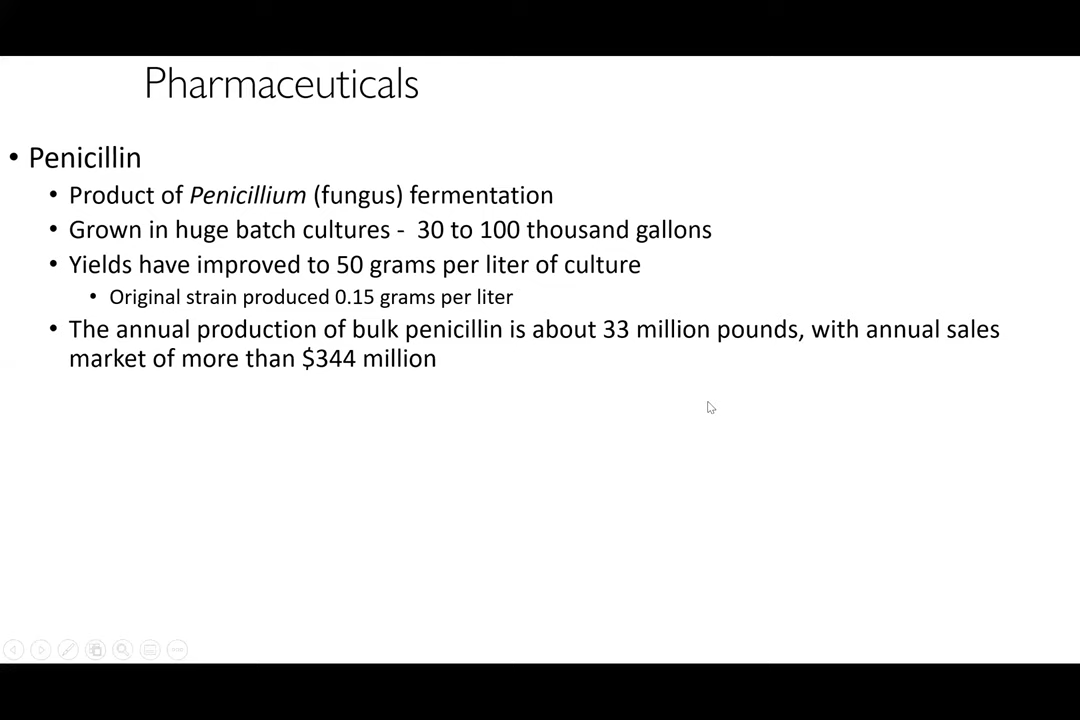 Pharmaceuticals
• Penicillin
• Product of Penicillium (fungus) fermentation
• Grown in huge batch cultures -  30 to 100 thousand gallons
• Yields have improved to 50 grams per liter of culture
• Original strain produced 0.15 grams per liter
• The annual production of bulk penicillin is about 33 million pounds, with annual sales
market of more than $344 million